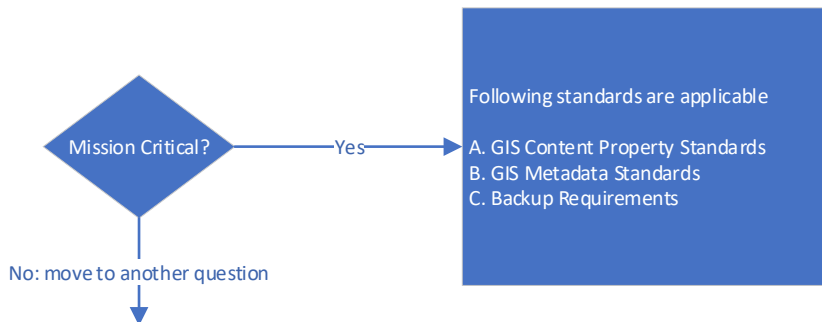 Mission Critical?
Yes
Following standards are applicable
A. GIS Content Property Standards
B. GIS Metadata Standards
C. Backup Requirements
No: move to another question